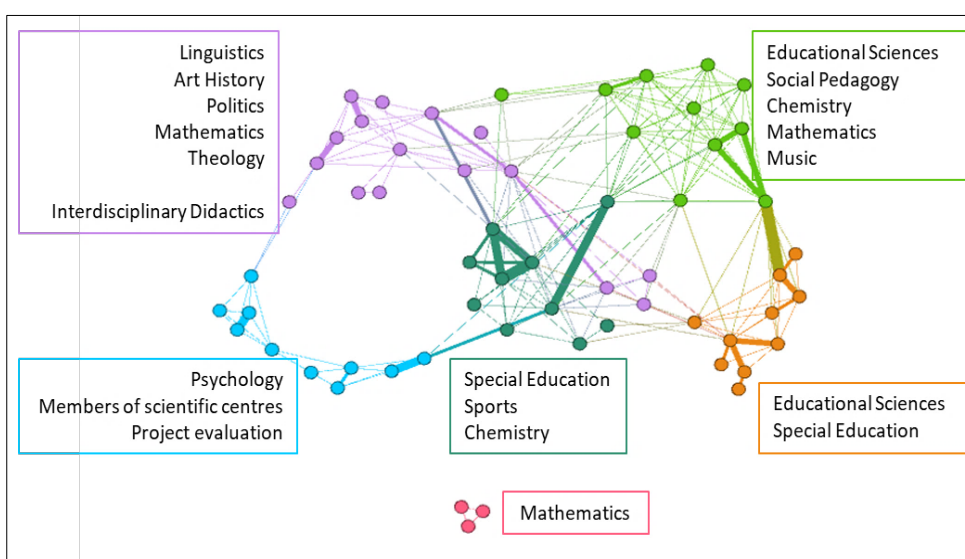 Linguistics
Art History
Politics
Mathematics
Theology
Interdisciplinary Didactics
Educational Sciences
Social Pedagogy
Chemistry
Mathematics
Music
Psychology
Members of scientific centres
Project evaluation
Special Education
Sports
Chemistry
Educational Sciences
Special Education
Mathematics